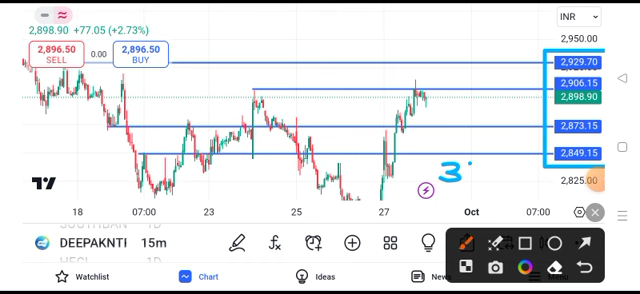 2,898.90 +77.05 (+2.73%)
INR
2,950.00
2,896.50
SELL
0.00
2,896.50
BUY
2,929.70
2,906.15
2,898.90
2,873.15
2,849.15
2,825.00
3
18 07:00 23 25 27 Oct 07:00
DEEPAKNTR 15m
Watchlist
Chart
Ideas
News